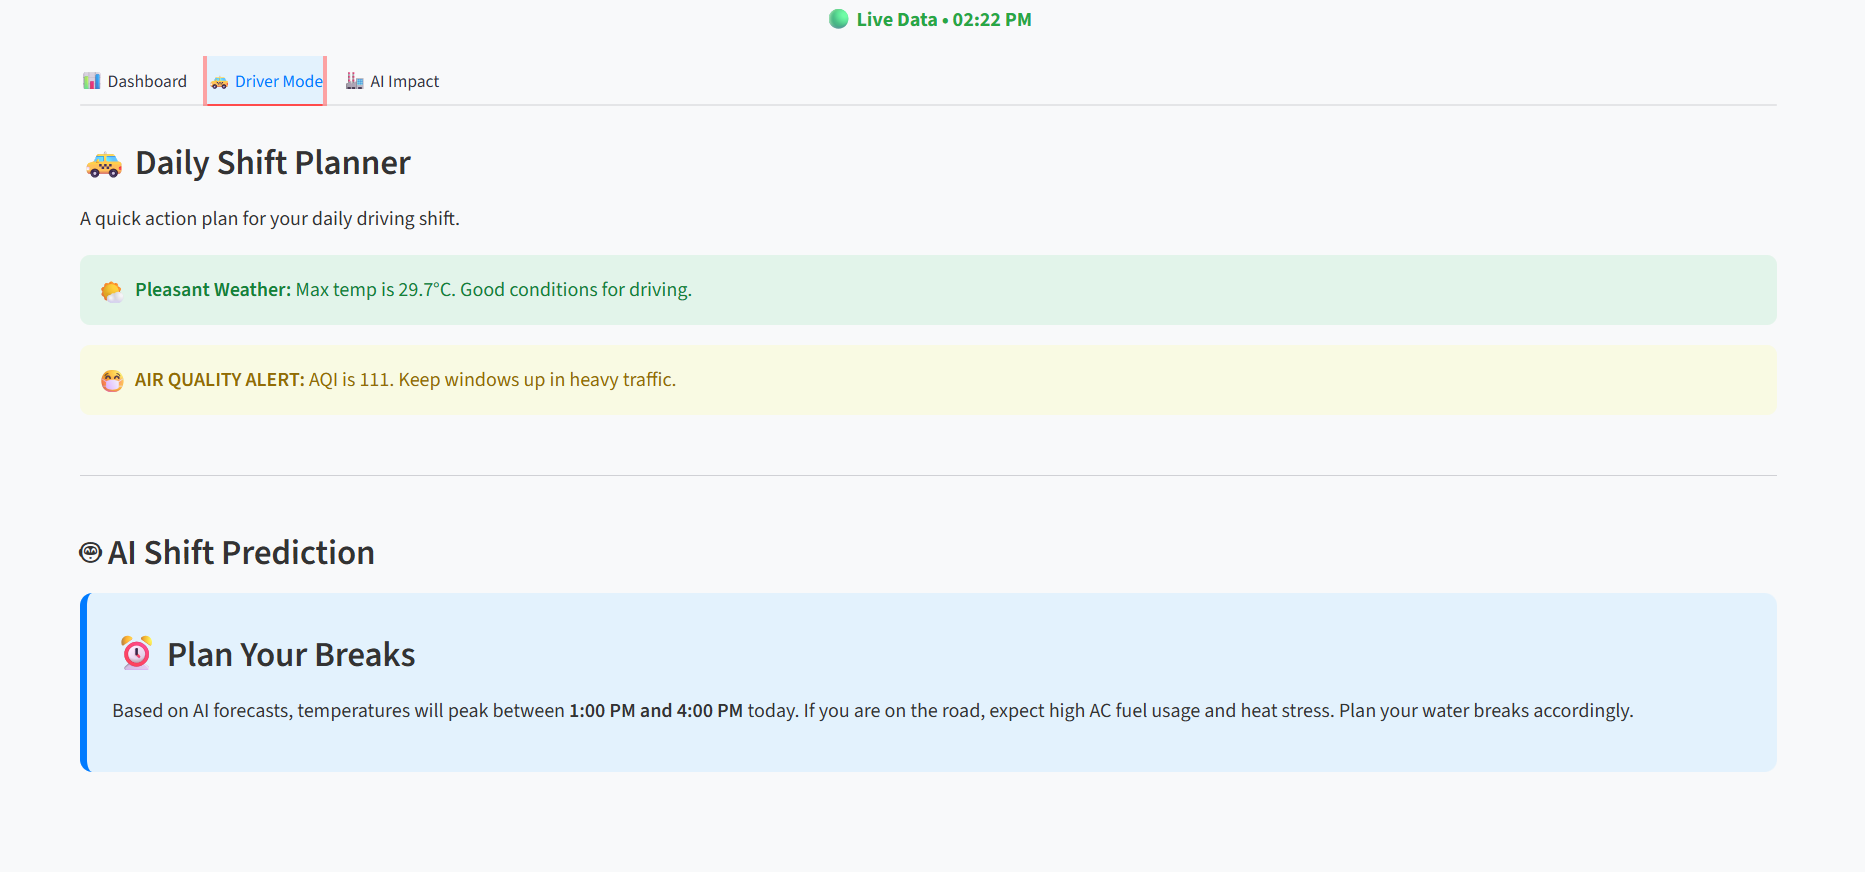 Live Data • 02:22 PM
Dashboard
Driver Mode
AI Impact
Daily Shift Planner
A quick action plan for your daily driving shift.
Pleasant Weather: Max temp is 29.7°C. Good conditions for driving.
AIR QUALITY ALERT: AQI is 111. Keep windows up in heavy traffic.
AI Shift Prediction
Plan Your Breaks
Based on AI forecasts, temperatures will peak between 1:00 PM and 4:00 PM today. If you are on the road, expect high AC fuel usage and heat stress. Plan your water breaks accordingly.